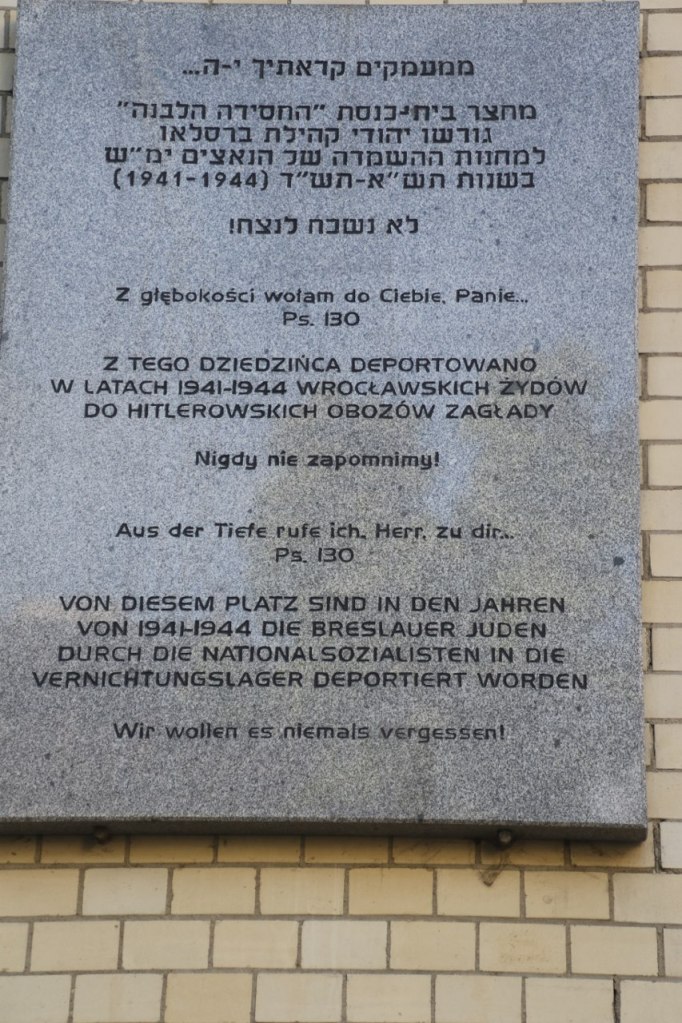 ממעמקים קראתיך י-ה...
מחצר בית-כנסת "החסידה הלבנה"
גורשו יהודי קהילת ברסלאו
למחנות ההשמדה של הנאצים ימ"ש
בשנות תש"א-תש"ד (1941-1944)
לא נשכח לנצח!
Z głębokości wołam do Ciebie, Panie...
Ps. 130
Z TEGO DZIEDZIŃCA DEPORTOWANO
W LATACH 1941-1944 WROCŁAWSKICH ŻYDÓW
DO HITLEROWSKICH OBOZÓW ZAGŁADY
Nigdy nie zapomnimy!
Aus der Tiefe rufe ich, Herr, zu dir...
Ps. 130
VON DIESEM PLATZ SIND IN DEN JAHREN
VON 1941-1944 DIE BRESLAUER JUDEN
DURCH DIE NATIONALSOZIALISTEN IN DIE
VERNICHTUNGSLAGER DEPORTIERT WORDEN
Wir wollen es niemals vergessen!